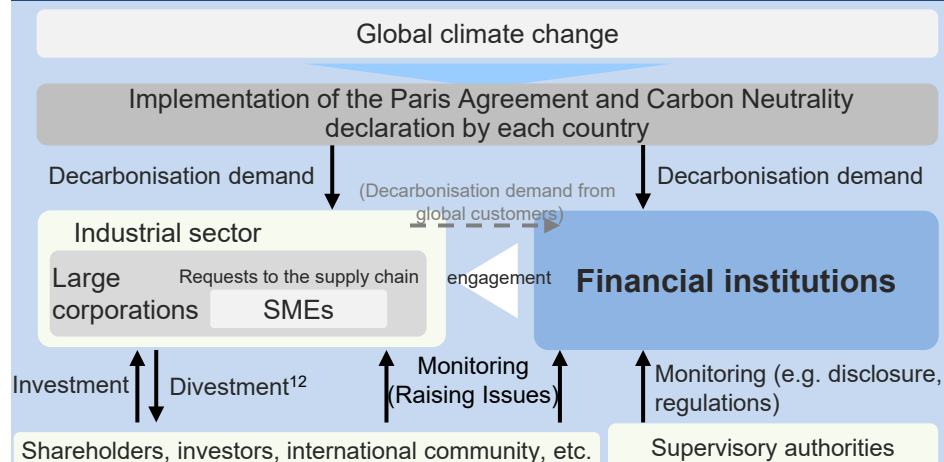 Global climate change
Implementation of the Paris Agreement and Carbon Neutrality
declaration by each country
Decarbonisation demand
(Decarbonisation demand from
global customers)
Decarbonisation demand
Industrial sector
Large
corporations
Requests to the supply chain
SMEs
engagement
Financial institutions
Investment
Divestment¹²
Monitoring
(Raising Issues)
Monitoring (e.g. disclosure,
regulations)
Shareholders, investors, international community, etc.
Supervisory authorities